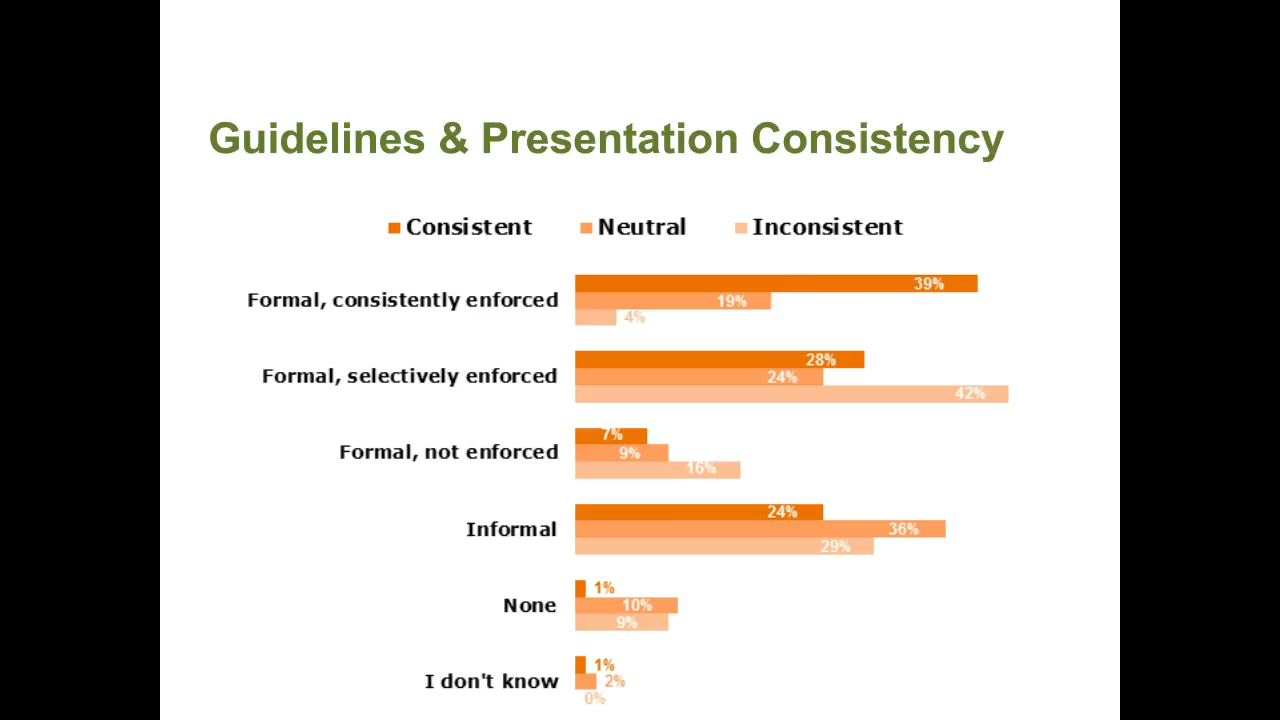 Guidelines & Presentation Consistency
Consistent Neutral Inconsistent
Formal, consistently enforced
39%
19%
4%
Formal, selectively enforced
28%
24%
42%
Formal, not enforced
7%
9%
16%
Informal
24%
36%
29%
None
1%
10%
9%
I don't know
1%
2%
0%